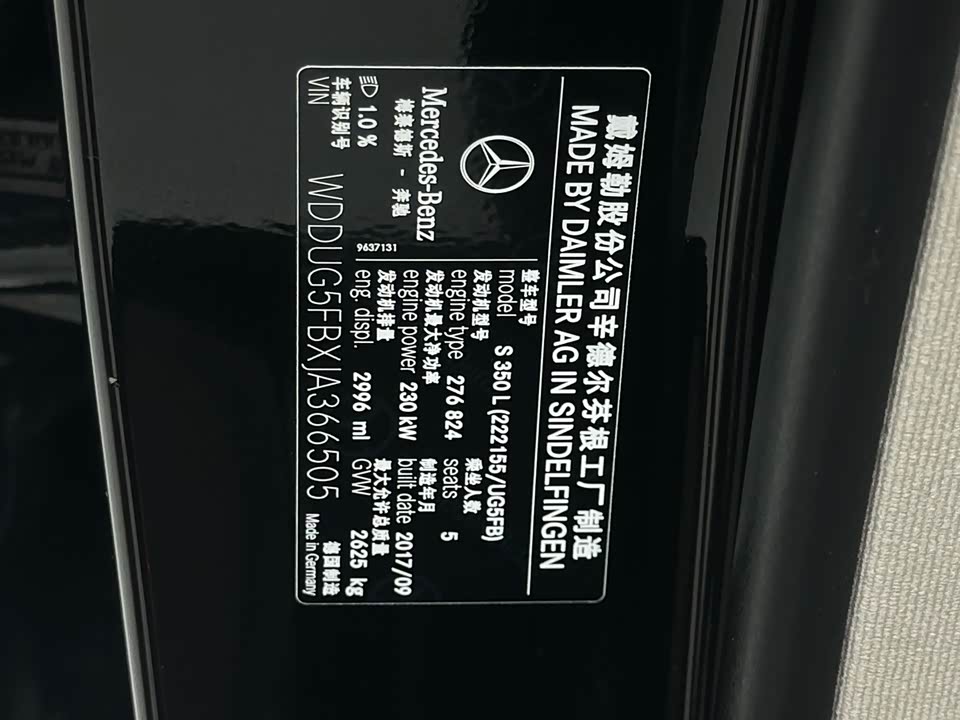 戴姆勒股份公司辛德尔芬根工厂制造
MADE BY DAIMLER AG IN SINDELFINGEN
Mercedes-Benz
梅赛德斯 - 奔驰
整车型号
model S 350 L (222155/UG5FB)
发动机型号 乘坐人数
engine type 276 824 seats 5
发动机最大净功率 制造年月
engine power 230 kW built date 2017/09
9637131
发动机排量 最大允许总质量
eng. displ. 2996 ml GVW 2625 kg
1.0 %
车辆识别号 德国制造
VIN WDDUG5FBXJA366505 Made in Germany